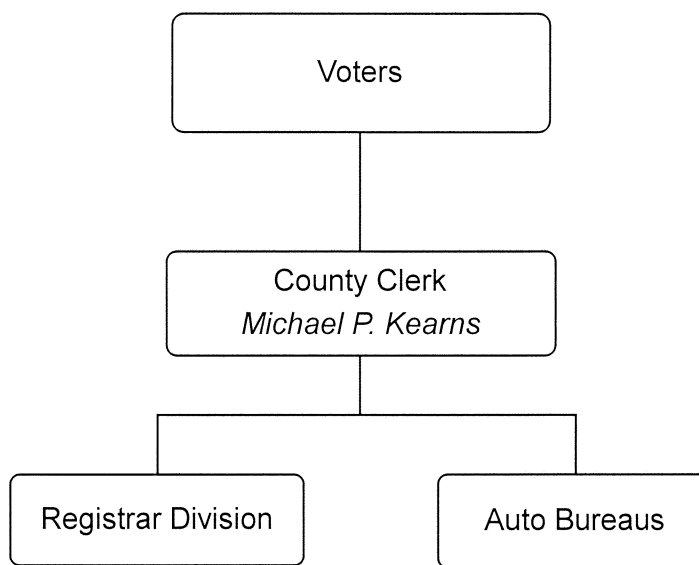 Voters
County Clerk
Michael P. Kearns
Registrar Division
Auto Bureaus